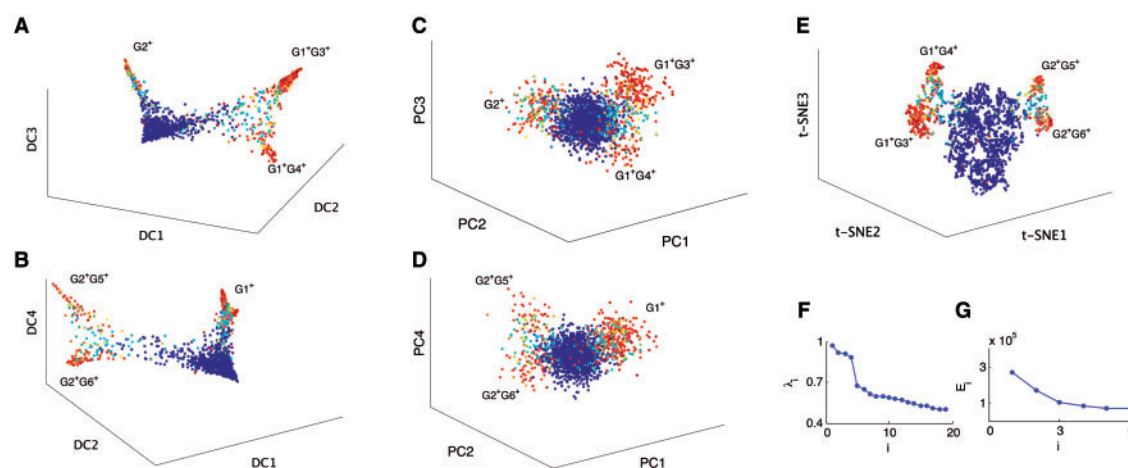 A
G2⁺
G1⁺G3⁺
G1⁺G4⁺
DC3
DC1
DC2
B
G2⁺G5⁺
G1⁺
G2⁺G6⁺
DC4
DC2
DC1
C
G1⁺G3⁺
G2⁺
G1⁺G4⁺
PC3
PC2
PC1
D
G2⁺G5⁺
G1⁺
G2⁺G6⁺
PC4
PC2
PC1
E
G1⁺G4⁺
G2⁺G5⁺
G1⁺G3⁺
G2⁺G6⁺
t-SNE3
t-SNE2
t-SNE1
F
1
0.7
0.4
0
10
20
λᵢ
i
G
x 10⁵
3
1
0
3
Eᵢ
i